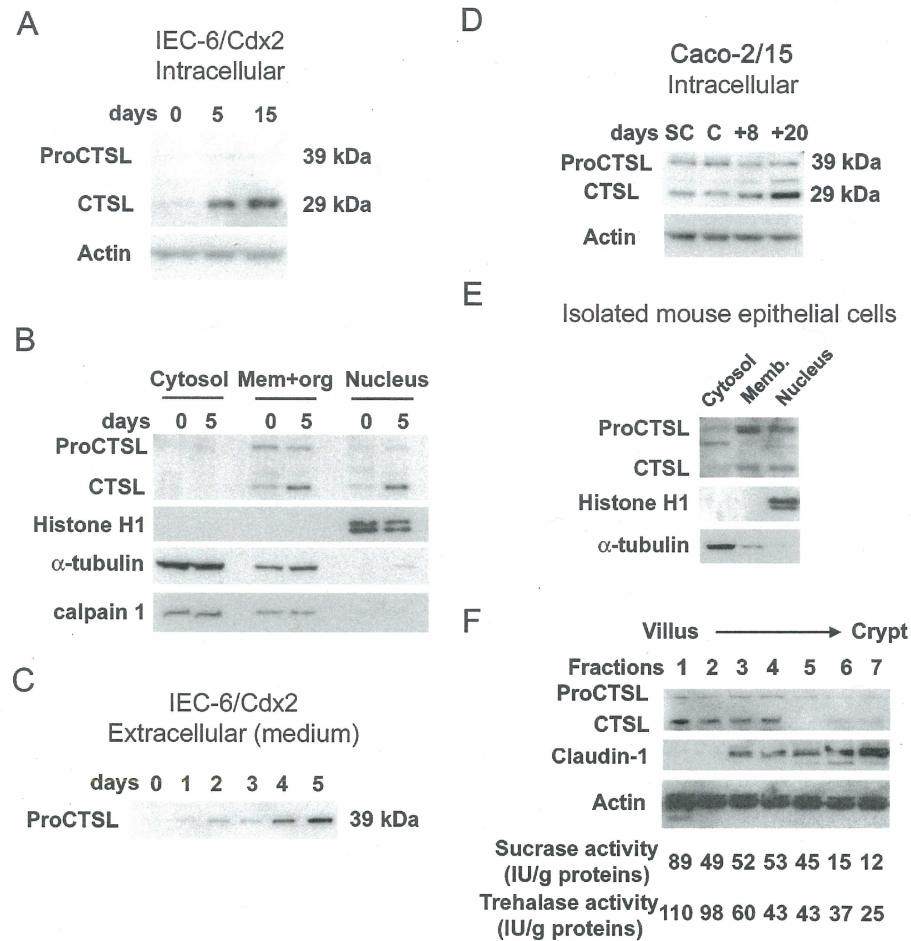 A
IEC-6/Cdx2
Intracellular
days 0 5 15
ProCTSL 39 kDa
CTSL 29 kDa
Actin
B
Cytosol Mem+org Nucleus
days 0 5 0 5 0 5
ProCTSL
CTSL
Histone H1
α-tubulin
calpain 1
C
IEC-6/Cdx2
Extracellular (medium)
days 0 1 2 3 4 5
ProCTSL 39 kDa
D
Caco-2/15
Intracellular
days SC C +8 +20
ProCTSL 39 kDa
CTSL 29 kDa
Actin
E
Isolated mouse epithelial cells
Cytosol Memb. Nucleus
ProCTSL
CTSL
Histone H1
α-tubulin
F
Villus Crypt
Fractions 1 2 3 4 5 6 7
ProCTSL
CTSL
Claudin-1
Actin
Sucrase activity
(IU/g proteins) 89 49 52 53 45 15 12
Trehalase activity
(IU/g proteins) 110 98 60 43 43 37 25